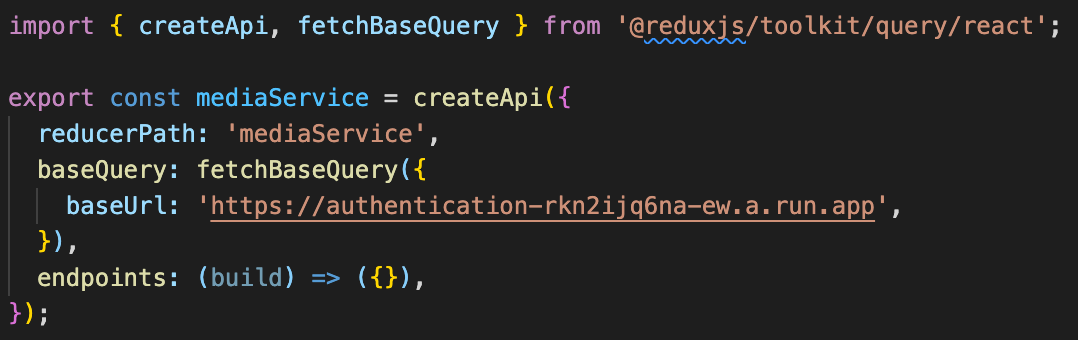 import { createApi, fetchBaseQuery } from '@reduxjs/toolkit/query/react';
export const mediaService = createApi({
reducerPath: 'mediaService',
baseQuery: fetchBaseQuery({
baseUrl: 'https://authentication-rkn2ijq6na-ew.a.run.app',
}),
endpoints: (build) => ({}),
});